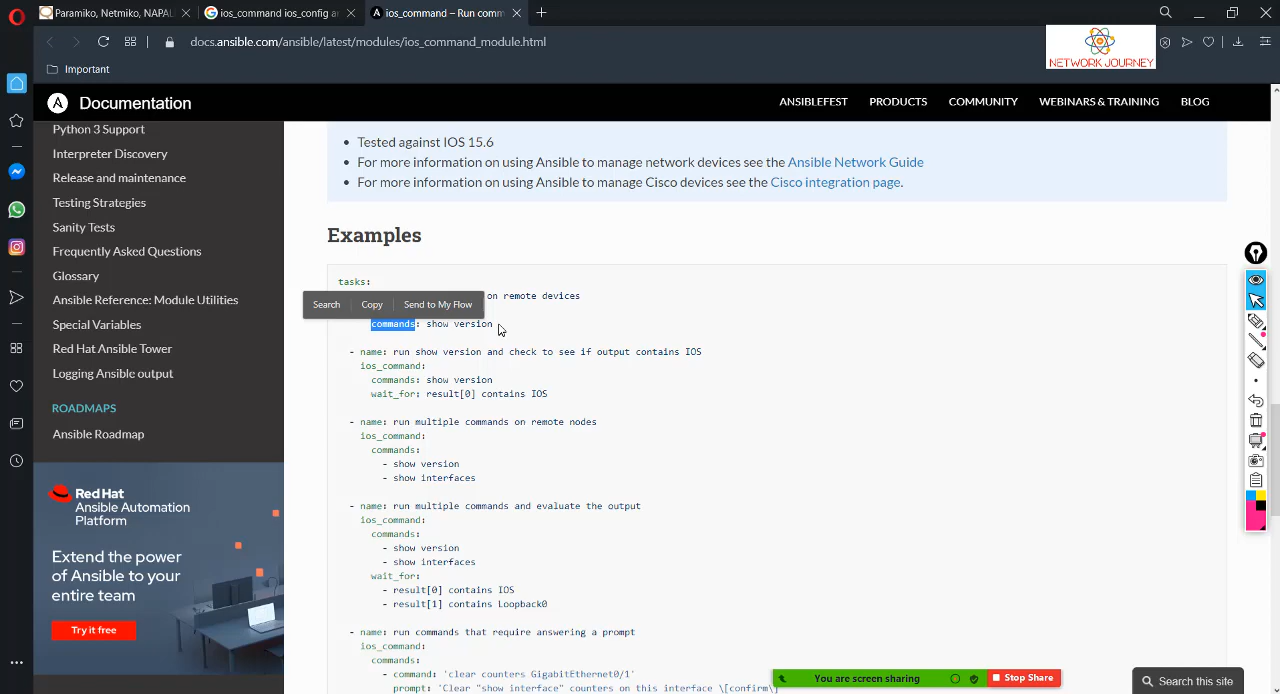 Paramiko, Netmiko, NAPAL
ios_command ios_config ar
ios_command – Run comm
docs.ansible.com/ansible/latest/modules/ios_command_module.html
Important
NETWORK JOURNEY
Documentation
ANSIBLEFEST
PRODUCTS
COMMUNITY
WEBINARS & TRAINING
BLOG
Python 3 Support
Interpreter Discovery
Release and maintenance
Testing Strategies
Sanity Tests
Frequently Asked Questions
Glossary
Ansible Reference: Module Utilities
Special Variables
Red Hat Ansible Tower
Logging Ansible output
ROADMAPS
Ansible Roadmap
Red Hat
Ansible Automation
Platform
Extend the power
of Ansible to your
entire team
Try it free
Tested against IOS 15.6
For more information on using Ansible to manage network devices see the Ansible Network Guide
For more information on using Ansible to manage Cisco devices see the Cisco integration page.
Examples
tasks:
on remote devices
Search
Copy
Send to My Flow
commands: show version
- name: run show version and check to see if output contains IOS
ios_command:
commands: show version
wait_for: result[0] contains IOS
- name: run multiple commands on remote nodes
ios_command:
commands:
- show version
- show interfaces
- name: run multiple commands and evaluate the output
ios_command:
commands:
- show version
- show interfaces
wait_for:
- result[0] contains IOS
- result[1] contains Loopback0
- name: run commands that require answering a prompt
ios_command:
commands:
- command: 'clear counters GigabitEthernet0/1'
prompt: 'Clear "show interface" counters on this interface \[confirm\]
You are screen sharing
Stop Share
Search this site